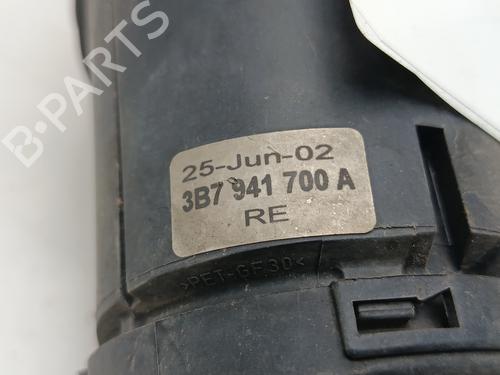 B-PARTS
25-Jun-02
3B7 941 700 A
RE
>PET-GF30<